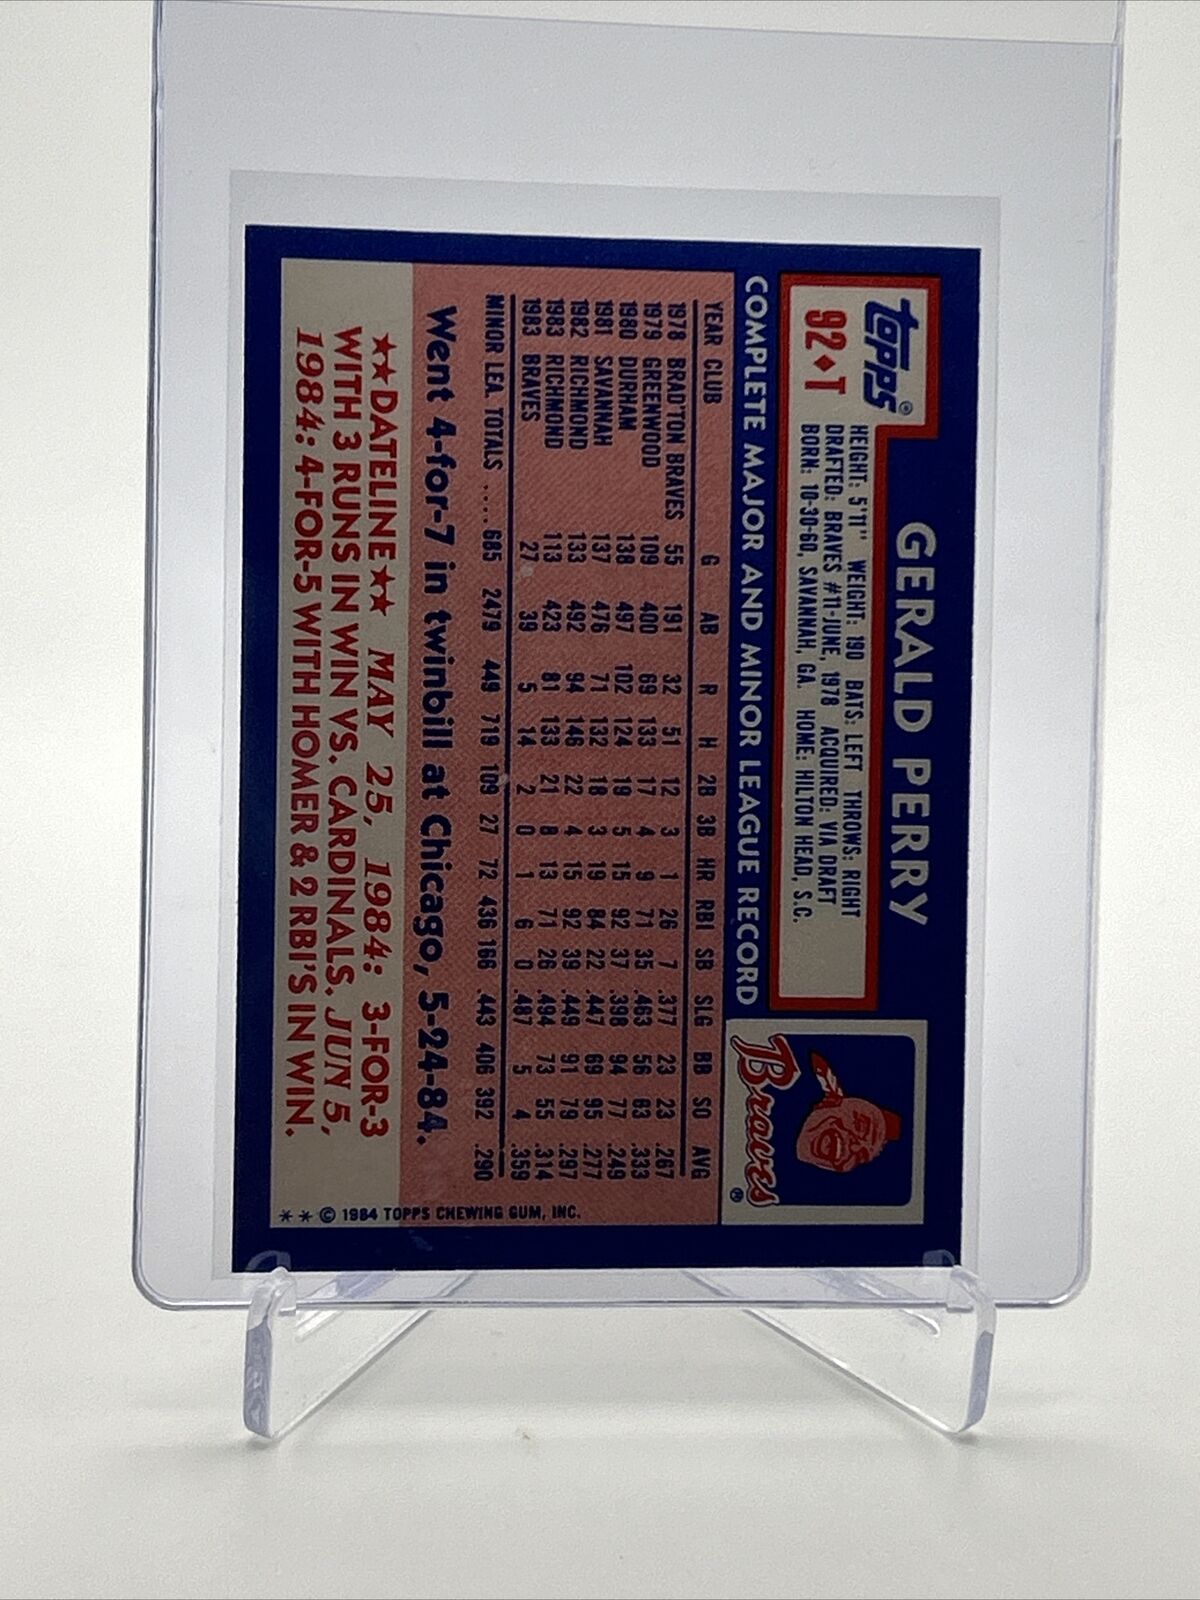 topps®
92♦T
GERALD PERRY
HEIGHT: 5'11" WEIGHT: 190 BATS: LEFT THROWS: RIGHT
DRAFTED: BRAVES #11-JUNE, 1978 ACQUIRED: VIA DRAFT
BORN: 10-30-60, SAVANNAH, GA. HOME: HILTON HEAD, S.C.
Braves®
COMPLETE MAJOR AND MINOR LEAGUE RECORD
YEAR CLUB G AB R H 2B 3B HR RBI SB SLG BB SO AVG
1978 BRAD'TON BRAVES 55 191 32 51 12 3 1 26 7 .377 23 23 .267
1979 GREENWOOD 109 400 69 133 17 4 9 71 35 .463 56 63 .333
1980 DURHAM 138 497 102 124 19 5 15 92 37 .398 94 77 .249
1981 SAVANNAH 137 476 71 132 18 3 19 84 22 .447 69 95 .277
1982 RICHMOND 133 492 94 146 22 4 15 92 39 .449 91 79 .297
1983 RICHMOND 113 423 81 133 21 8 13 71 26 .494 73 55 .314
1983 BRAVES 27 39 5 14 2 0 1 6 0 .487 5 4 .359
MINOR LEA. TOTALS ..... 685 2479 449 719 109 27 72 436 166 .443 406 392 .290
Went 4-for-7 in twinbill at Chicago, 5-24-84.
★★DATELINE★★ MAY 25, 1984: 3-FOR-3
WITH 3 RUNS IN WIN VS. CARDINALS. JUN 5,
1984: 4-FOR-5 WITH HOMER & 2 RBI'S IN WIN.
** © 1984 TOPPS CHEWING GUM, INC.